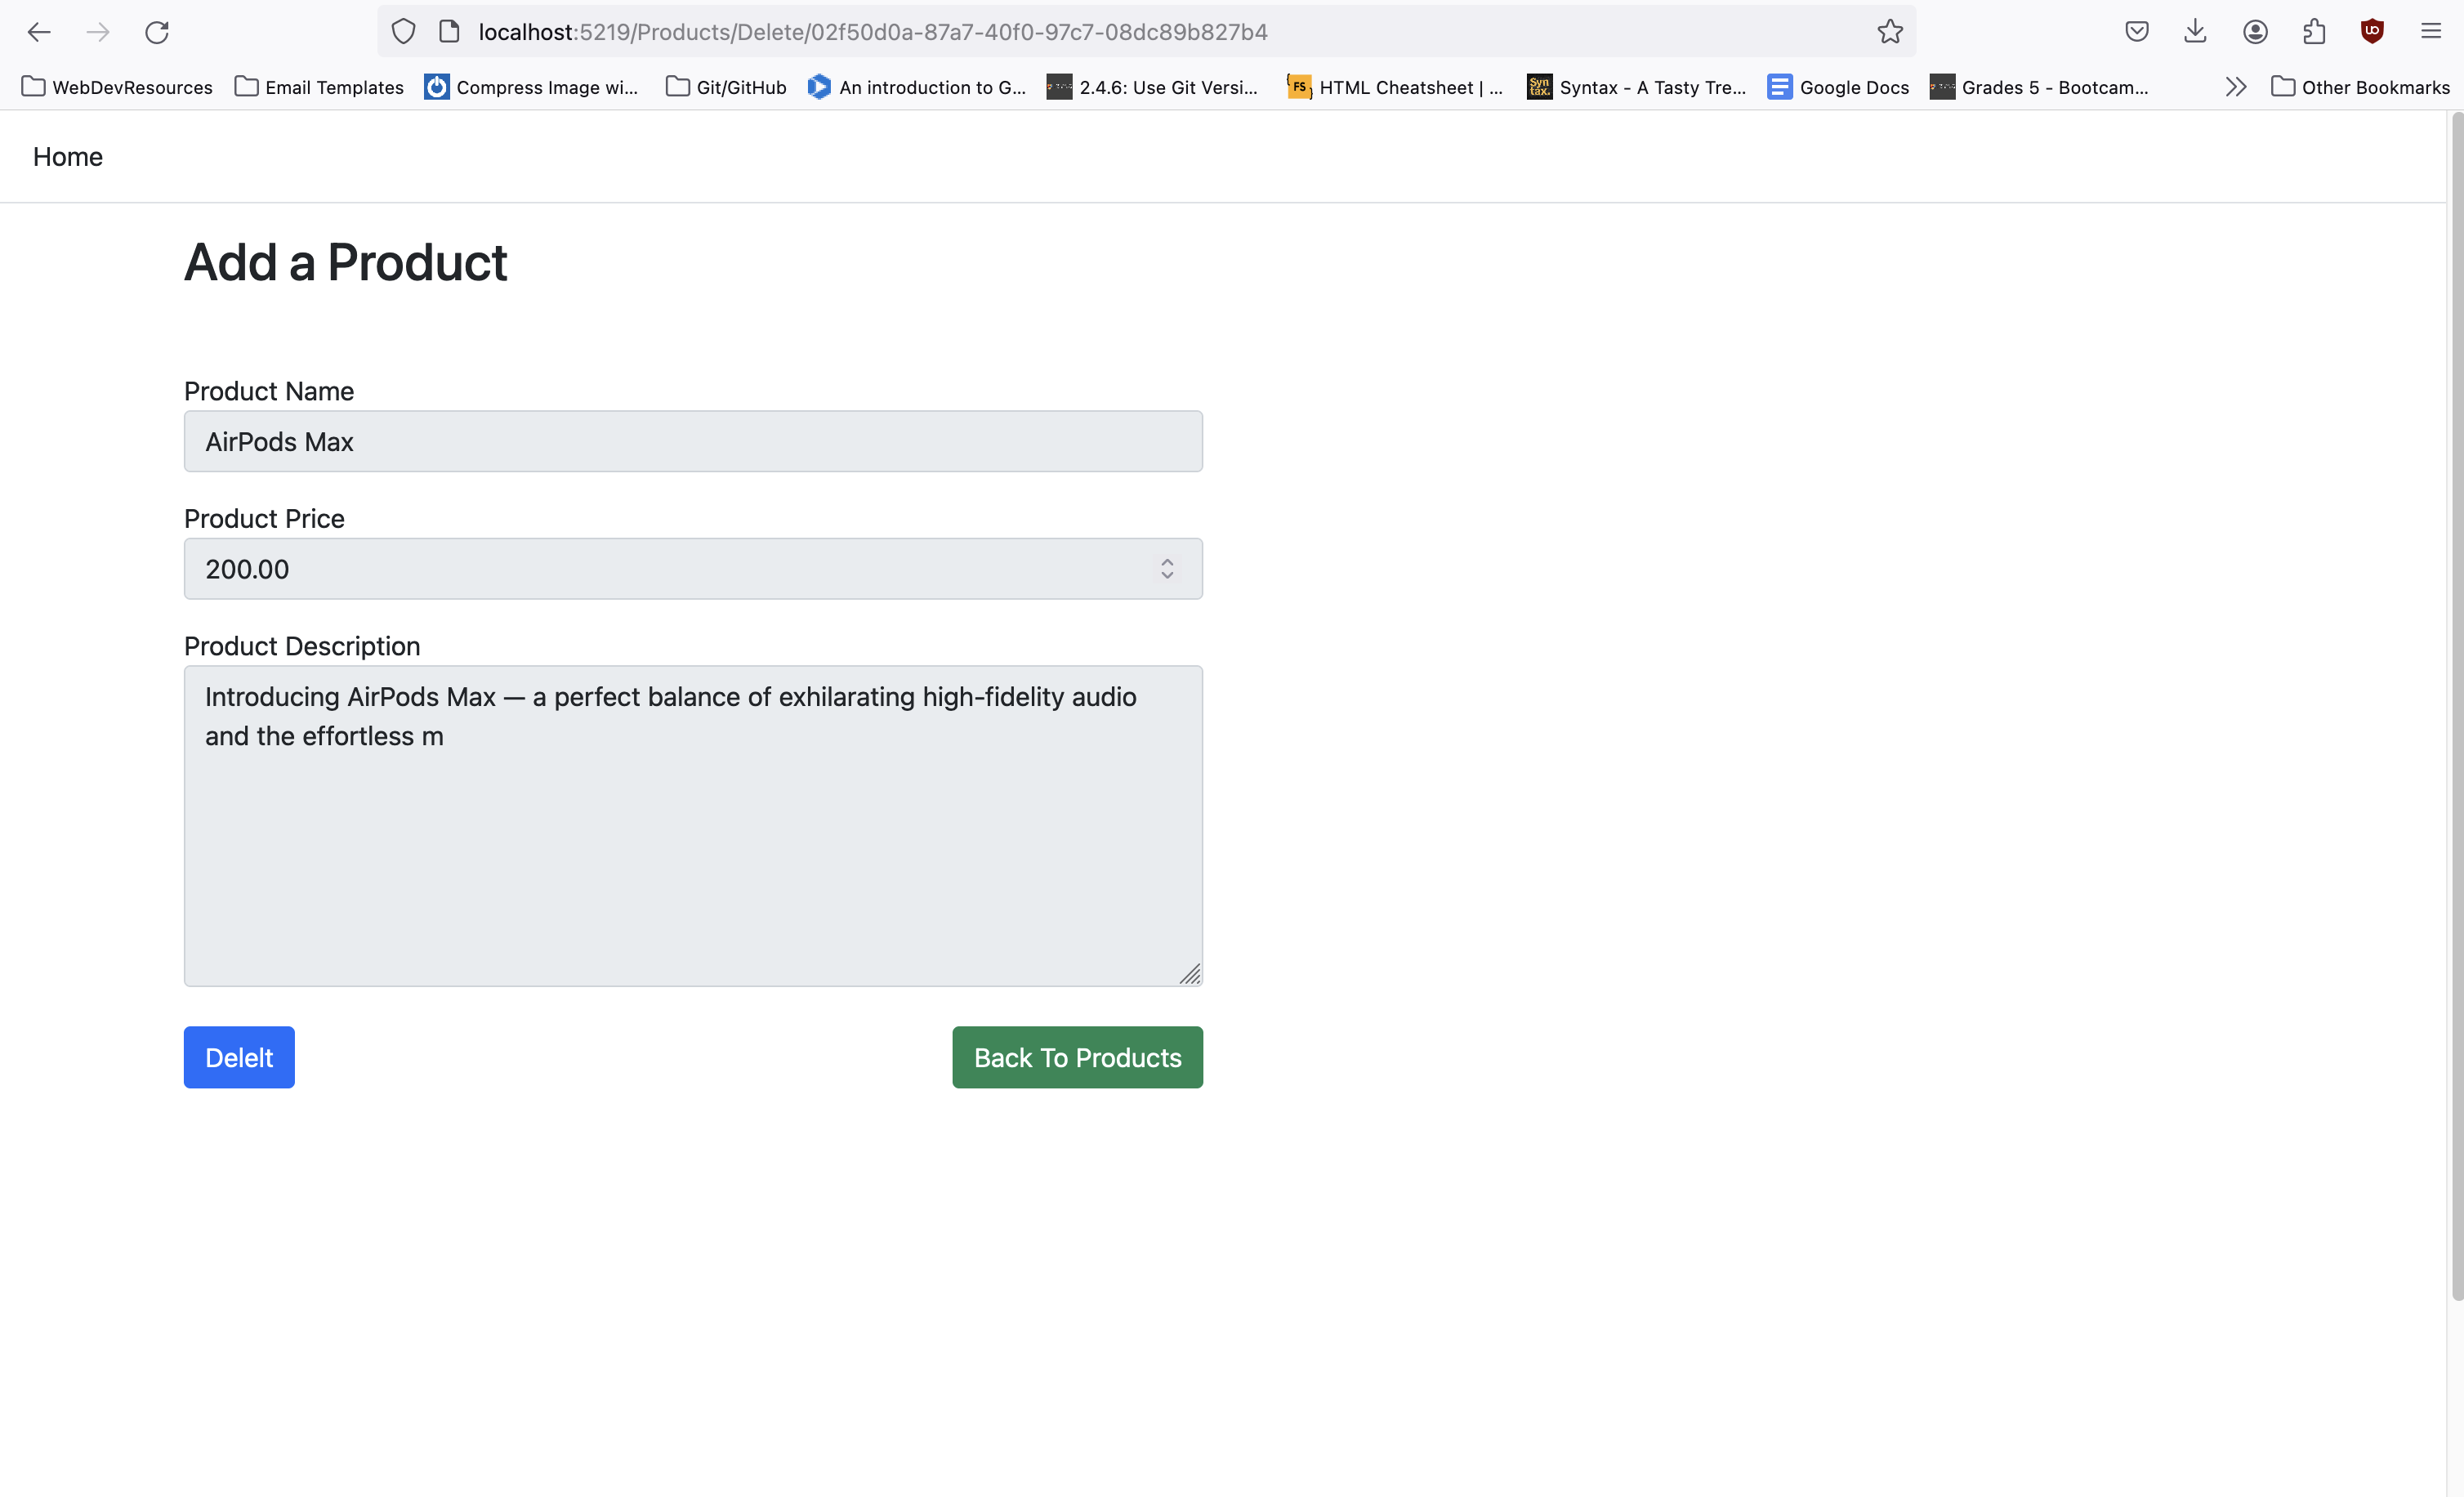 localhost:5219/Products/Delete/02f50d0a-87a7-40f0-97c7-08dc89b827b4
WebDevResources Email Templates Compress Image wi... Git/GitHub An introduction to G... 2.4.6: Use Git Versi... {FS} HTML Cheatsheet | ... Syn tax. Syntax - A Tasty Tre... Google Docs Grades 5 - Bootcam... Other Bookmarks
Home
Add a Product
Product Name
AirPods Max
Product Price
200.00
Product Description
Introducing AirPods Max — a perfect balance of exhilarating high-fidelity audio
and the effortless m
Delelt Back To Products